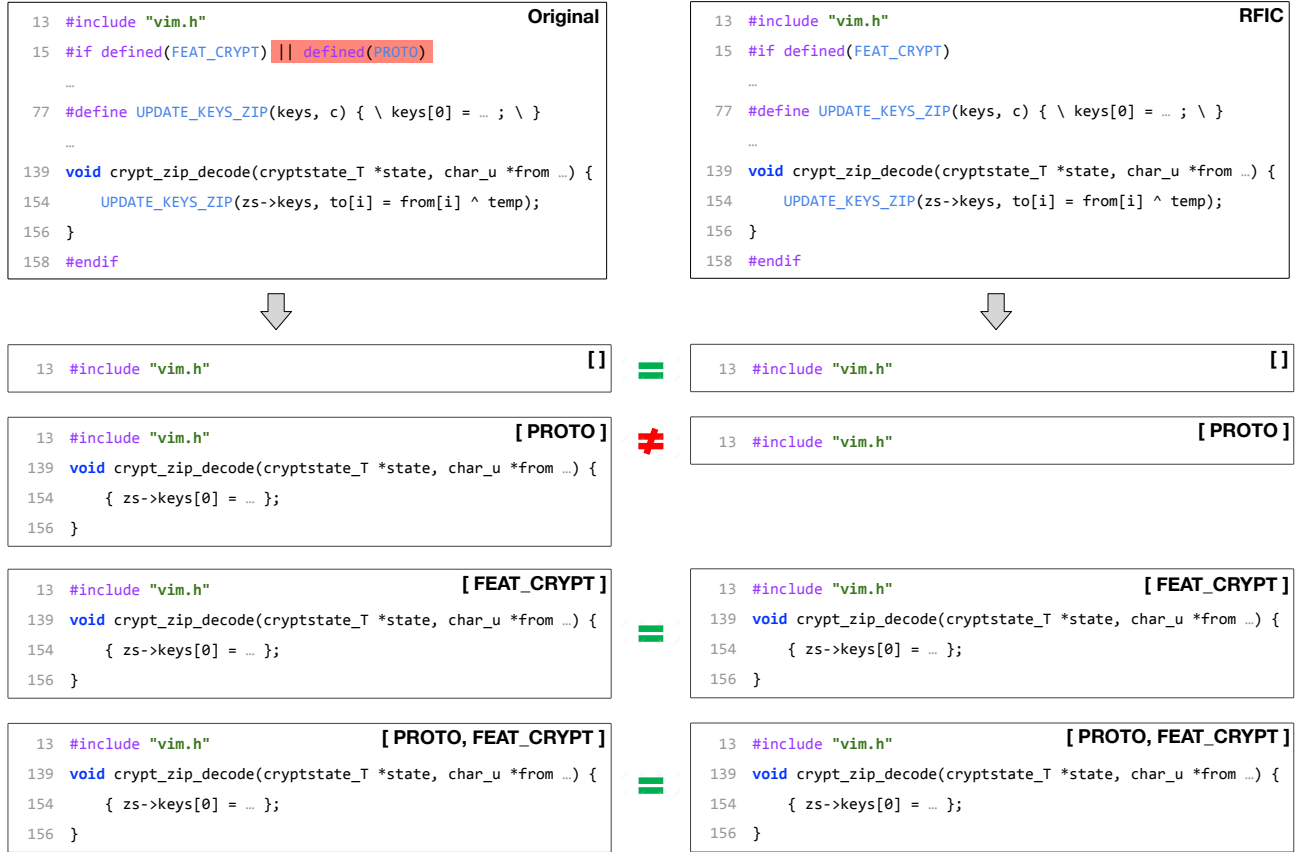 Original
13 #include "vim.h"
15 #if defined(FEAT_CRYPT) || defined(PROTO)
…
77 #define UPDATE_KEYS_ZIP(keys, c) { \ keys[0] = … ; \ }
…
139 void crypt_zip_decode(cryptstate_T *state, char_u *from …) {
154 UPDATE_KEYS_ZIP(zs->keys, to[i] = from[i] ^ temp);
156 }
158 #endif
RFIC
13 #include "vim.h"
15 #if defined(FEAT_CRYPT)
…
77 #define UPDATE_KEYS_ZIP(keys, c) { \ keys[0] = … ; \ }
…
139 void crypt_zip_decode(cryptstate_T *state, char_u *from …) {
154 UPDATE_KEYS_ZIP(zs->keys, to[i] = from[i] ^ temp);
156 }
158 #endif
[ ]
13 #include "vim.h"
=
[ ]
13 #include "vim.h"
[ PROTO ]
13 #include "vim.h"
139 void crypt_zip_decode(cryptstate_T *state, char_u *from …) {
154 { zs->keys[0] = … };
156 }
≠
[ PROTO ]
13 #include "vim.h"
[ FEAT_CRYPT ]
13 #include "vim.h"
139 void crypt_zip_decode(cryptstate_T *state, char_u *from …) {
154 { zs->keys[0] = … };
156 }
=
[ FEAT_CRYPT ]
13 #include "vim.h"
139 void crypt_zip_decode(cryptstate_T *state, char_u *from …) {
154 { zs->keys[0] = … };
156 }
[ PROTO, FEAT_CRYPT ]
13 #include "vim.h"
139 void crypt_zip_decode(cryptstate_T *state, char_u *from …) {
154 { zs->keys[0] = … };
156 }
=
[ PROTO, FEAT_CRYPT ]
13 #include "vim.h"
139 void crypt_zip_decode(cryptstate_T *state, char_u *from …) {
154 { zs->keys[0] = … };
156 }